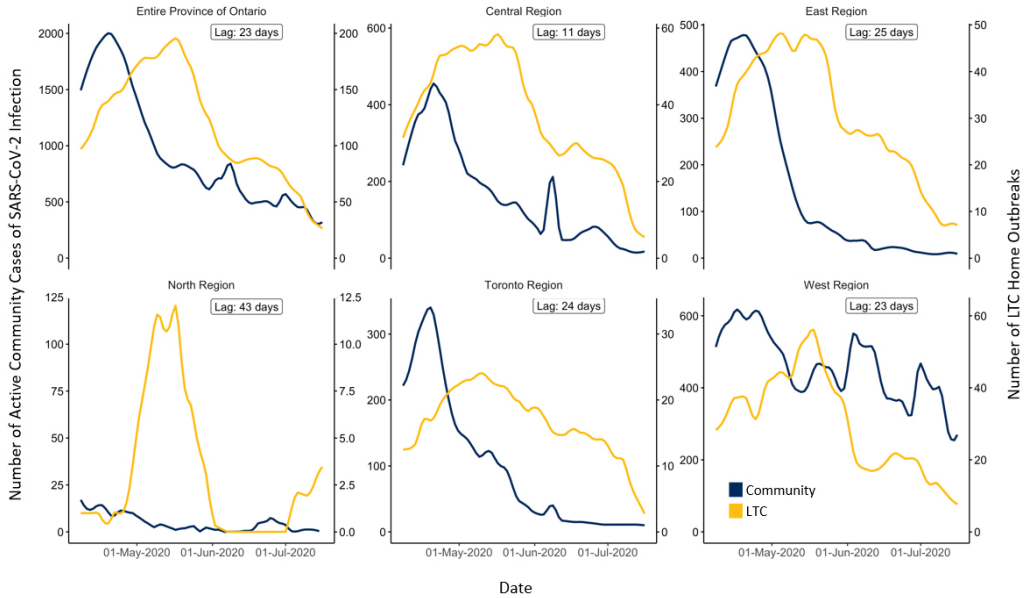 Entire Province of Ontario
Central Region
East Region
Lag: 23 days
Lag: 11 days
Lag: 25 days
2000
1500
1000
500
0
200
150
100
50
0
600
400
200
0
60
40
20
0
500
400
300
200
100
0
50
40
30
20
10
0
North Region
Toronto Region
West Region
Lag: 43 days
Lag: 24 days
Lag: 23 days
125
100
75
50
25
0
12.5
10.0
7.5
5.0
2.5
0.0
300
200
100
0
30
20
10
0
600
400
200
0
60
40
20
0
Community
LTC
01-May-2020 01-Jun-2020 01-Jul-2020
01-May-2020 01-Jun-2020 01-Jul-2020
01-May-2020 01-Jun-2020 01-Jul-2020
Date
Number of Active Community Cases of SARS-CoV-2 Infection
Number of LTC Home Outbreaks